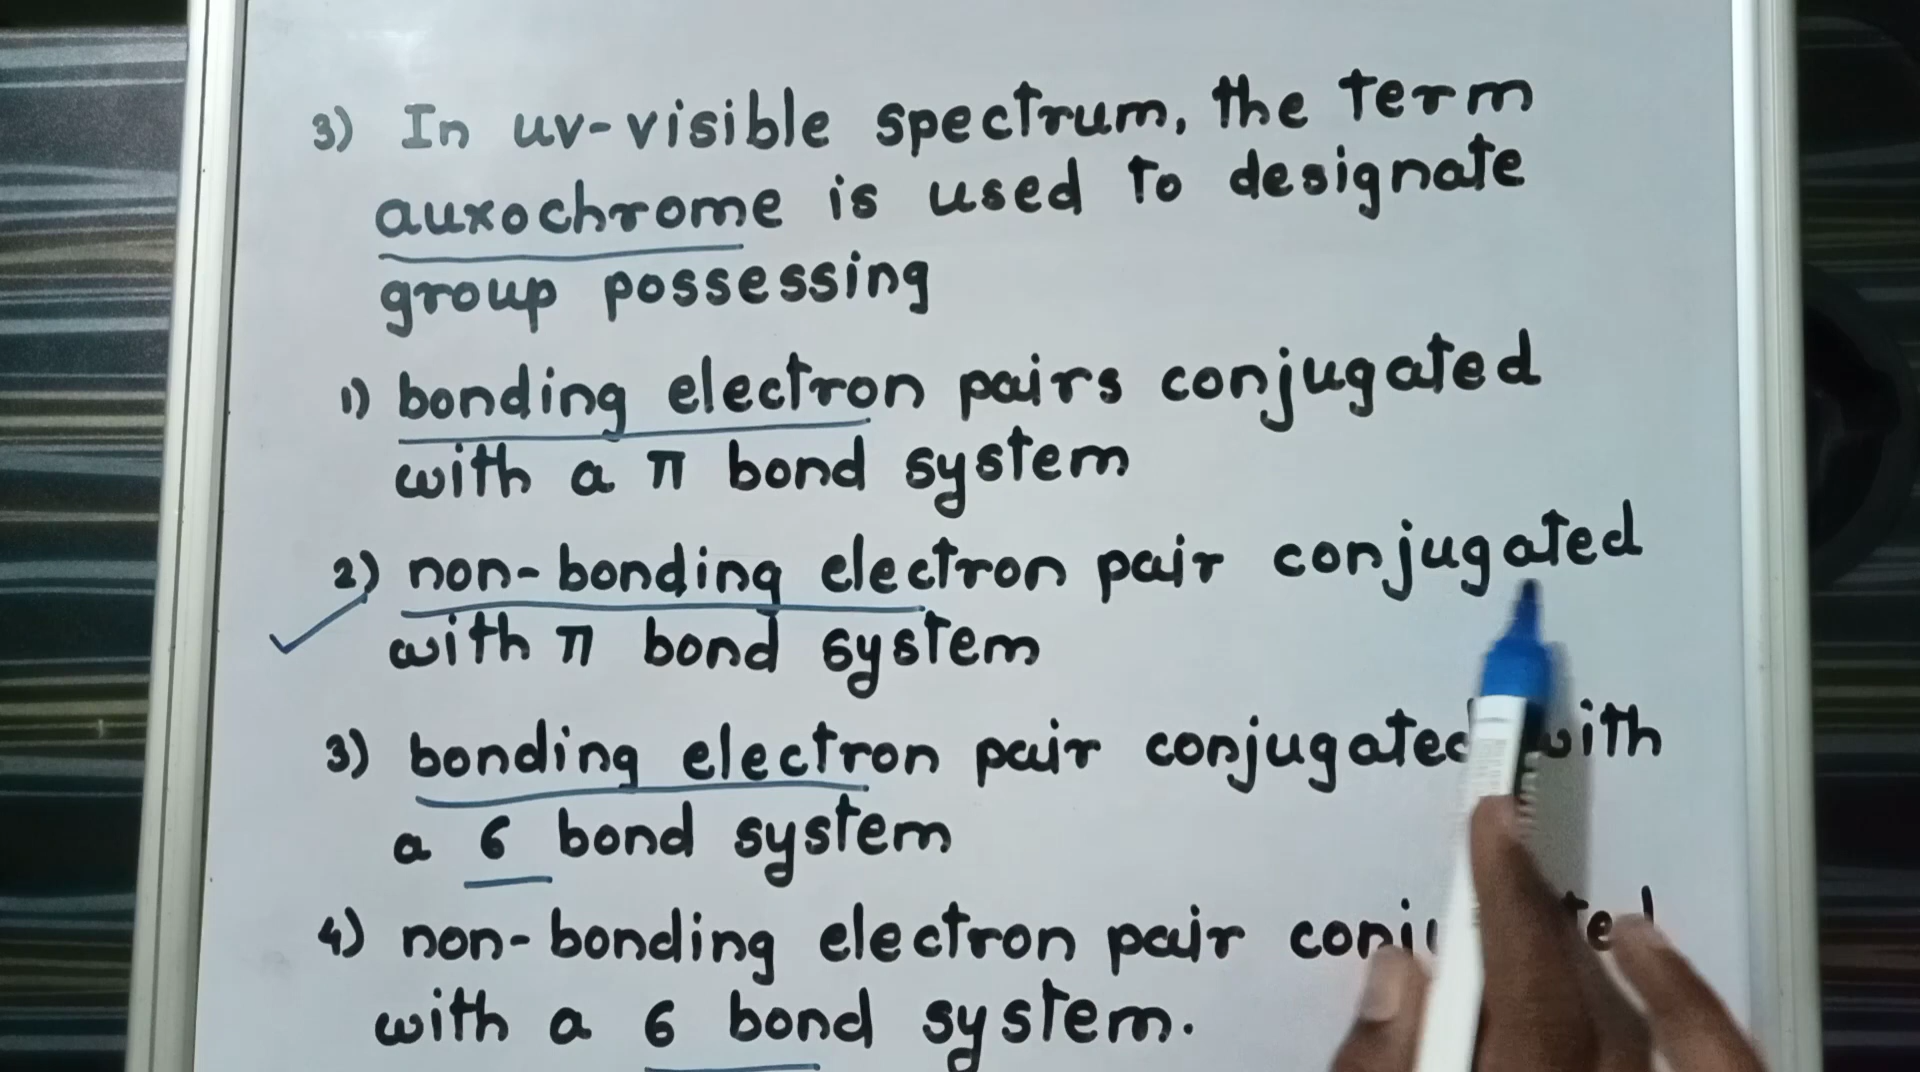 3) In uv-visible spectrum, the term
auxochrome is used to designate
group possessing
1) bonding electron pairs conjugated
with a π bond system
2) non-bonding electron pair conjugated
with π bond system
3) bonding electron pair conjugated with
a 6 bond system
4) non-bonding electron pair
with a 6 bond system.